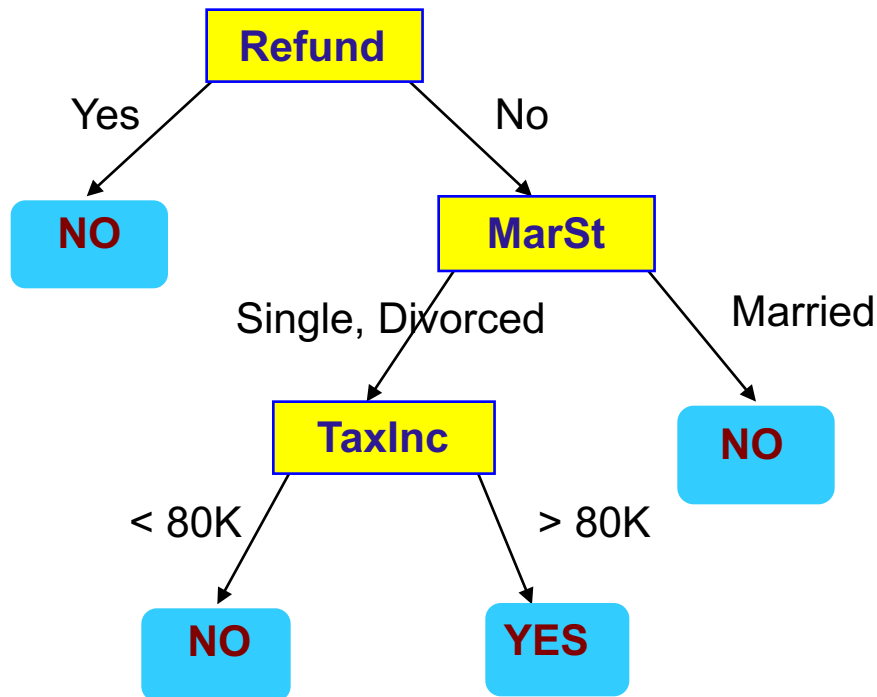 Refund
Yes
No
NO
MarSt
Single, Divorced
Married
TaxInc
NO
< 80K
> 80K
NO
YES